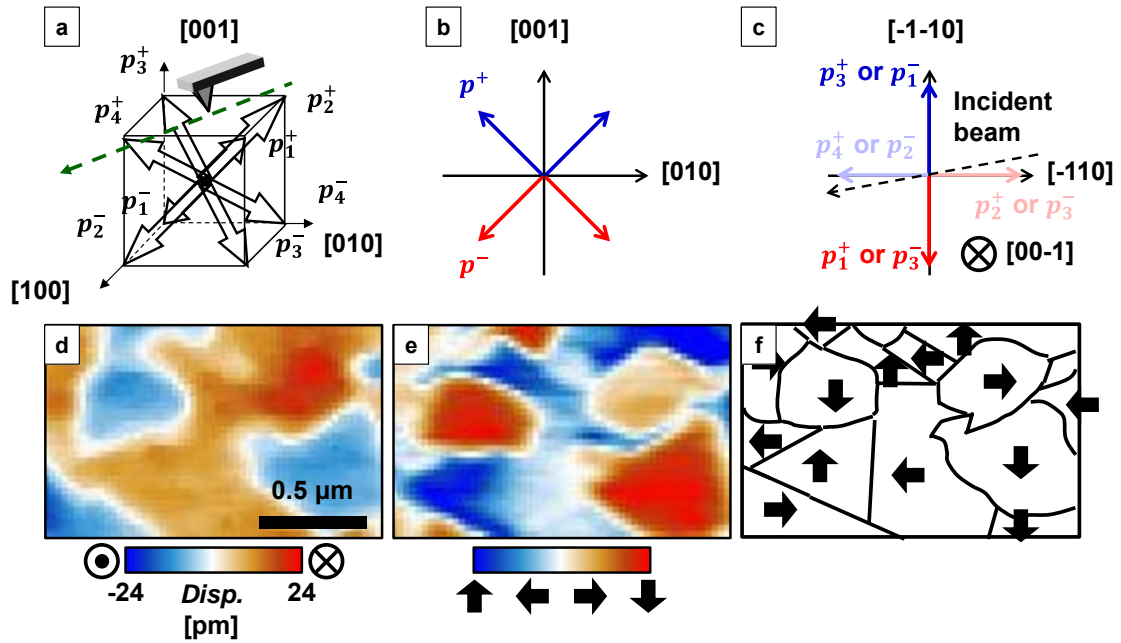 a
[001]
p₃⁺
p₄⁺
p₂⁺
p₁⁺
p₁⁻
p₂⁻
p₄⁻
p₃⁻
[010]
[100]
b
[001]
p⁺
[010]
p⁻
c
[-1-10]
p₃⁺ or p₁⁻
Incident
beam
p₄⁺ or p₂⁻
[-110]
p₂⁺ or p₃⁻
p₁⁺ or p₃⁻
[00-1]
d
0.5 µm
-24
Disp.
24
[pm]
e
f